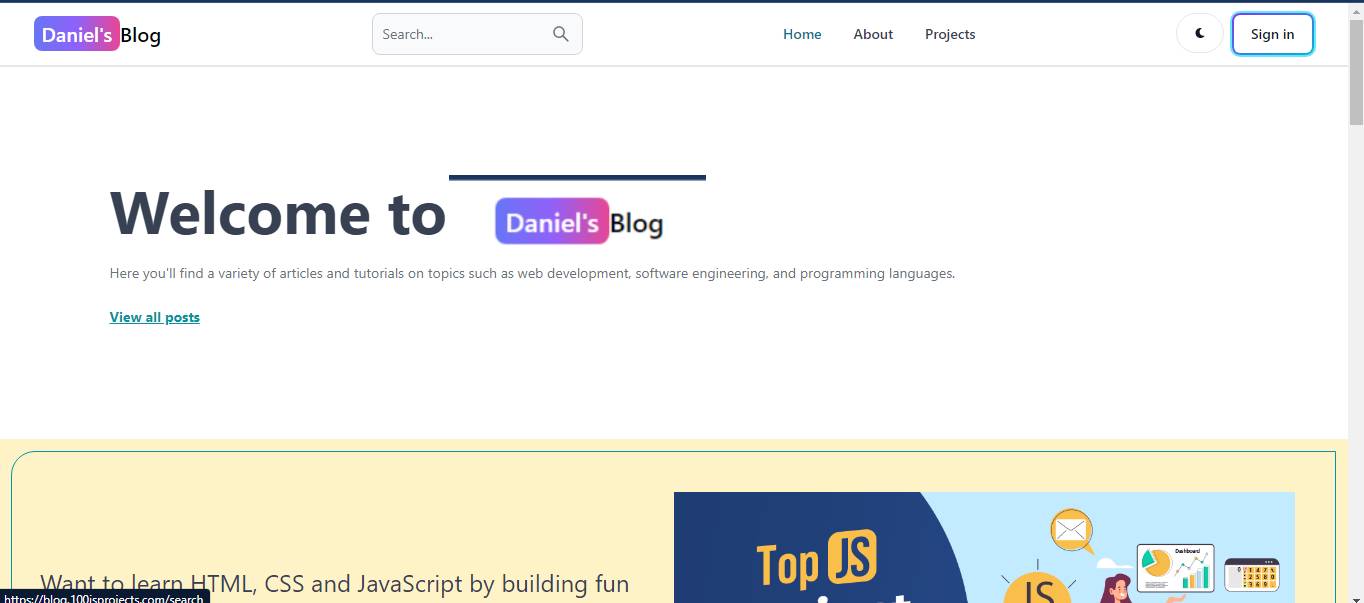 Daniel's Blog
Search...
Home
About
Projects
Sign in
Welcome to Daniel's Blog
Here you'll find a variety of articles and tutorials on topics such as web development, software engineering, and programming languages.
View all posts
Want to learn HTML, CSS and JavaScript by building fun
Top JS
Dashboard
JS
https://blog.100jsprojects.com/search